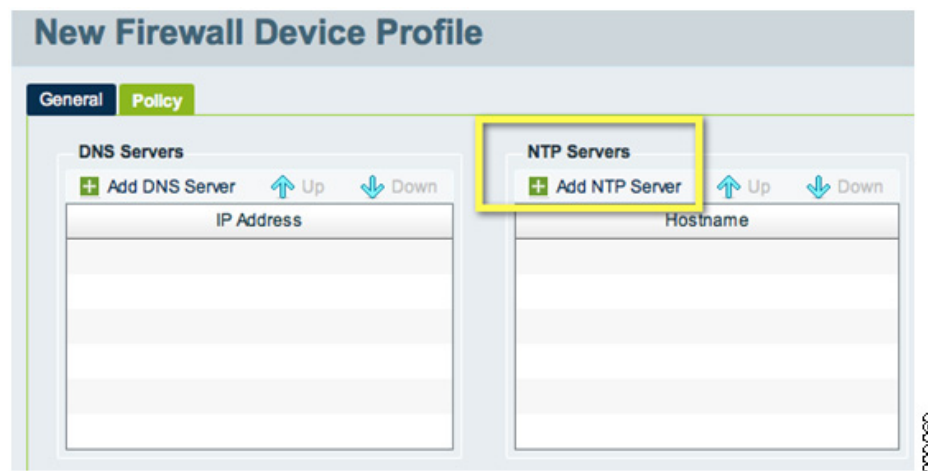 New Firewall Device Profile
General Policy
DNS Servers
Add DNS Server Up Down
IP Address
NTP Servers
Add NTP Server Up Down
Hostname